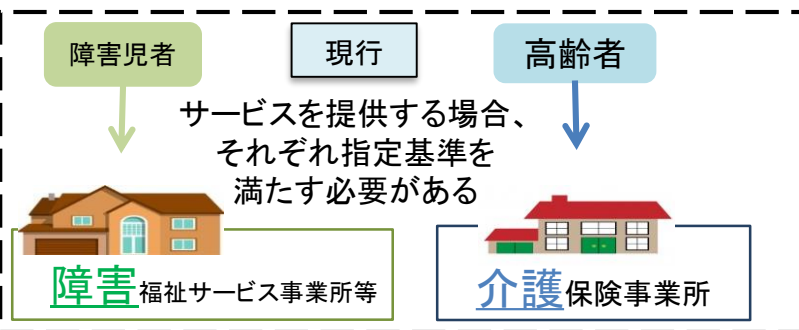 障害児者
現行
高齢者
サービスを提供する場合、
それぞれ指定基準を
満たす必要がある
障害福祉サービス事業所等
介護保険事業所